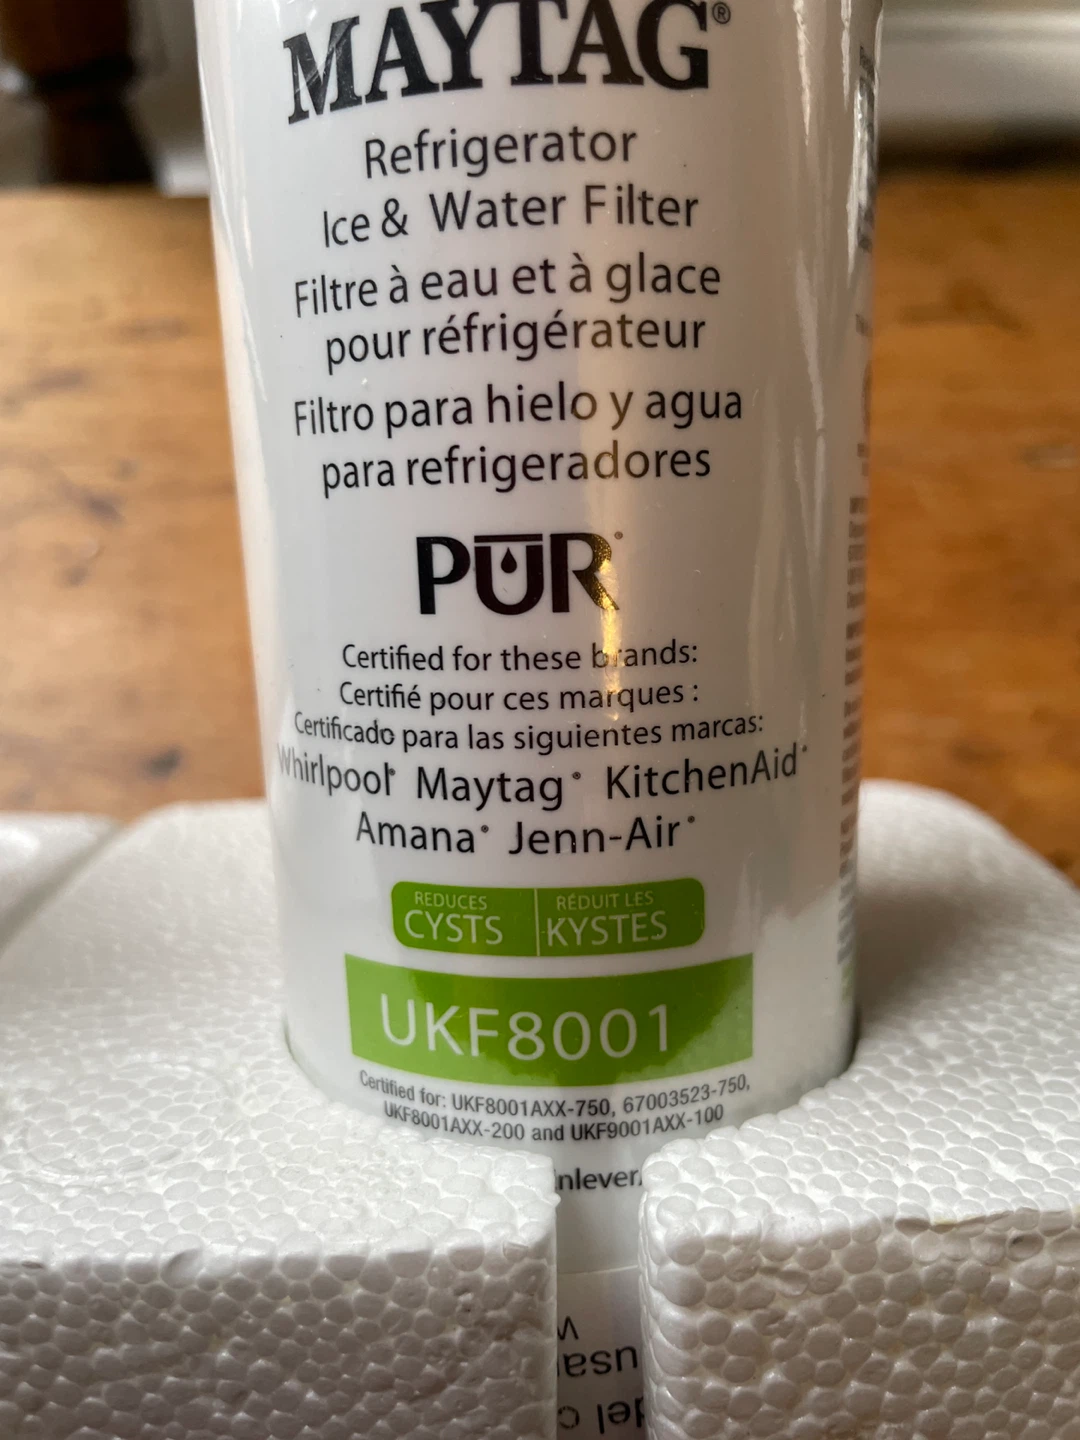 MAYTAG®
Refrigerator
Ice & Water Filter
Filtre à eau et à glace
pour réfrigérateur
Filtro para hielo y agua
para refrigeradores
PŪR®
Certified for these brands:
Certifié pour ces marques :
Certificado para las siguientes marcas:
Whirlpool® Maytag® KitchenAid®
Amana® Jenn-Air®
REDUCES
CYSTS
RÉDUIT LES
KYSTES
UKF8001
Certified for: UKF8001AXX-750, 67003523-750,
UKF8001AXX-200 and UKF9001AXX-100